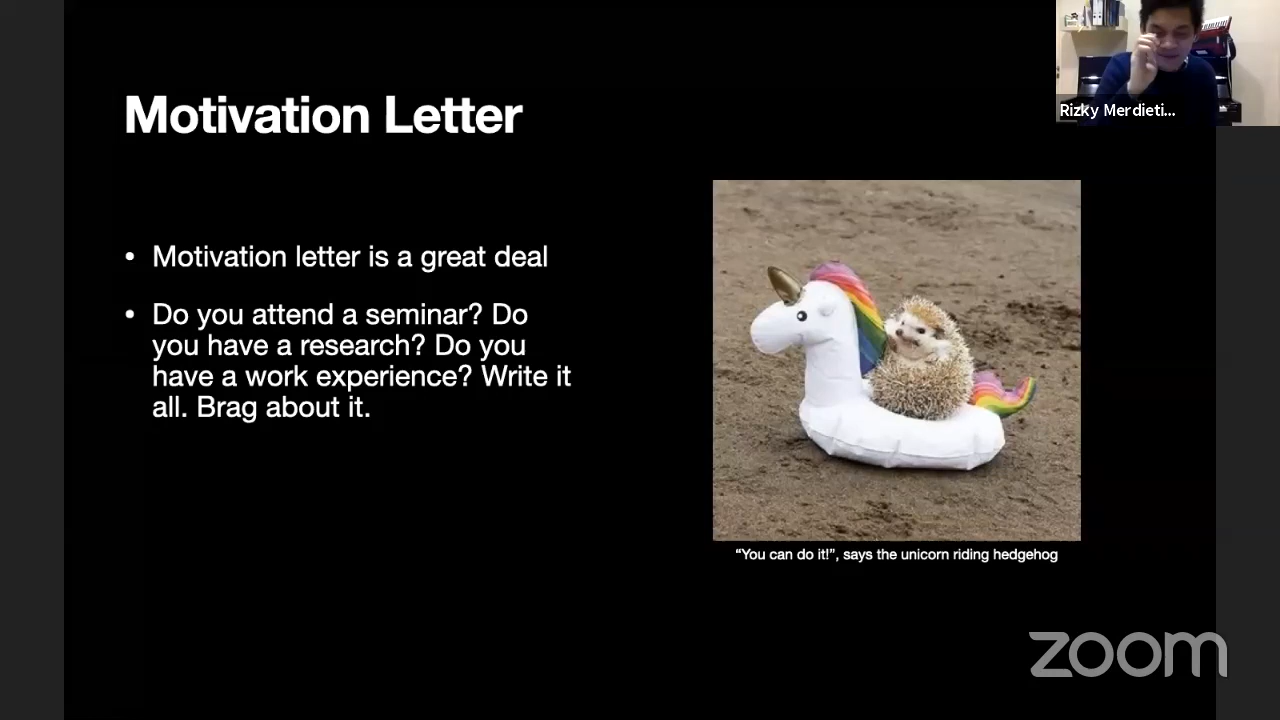 Rizky Merdieti...
Motivation Letter
• Motivation letter is a great deal
• Do you attend a seminar? Do
you have a research? Do you
have a work experience? Write it
all. Brag about it.
“You can do it!”, says the unicorn riding hedgehog
zoom